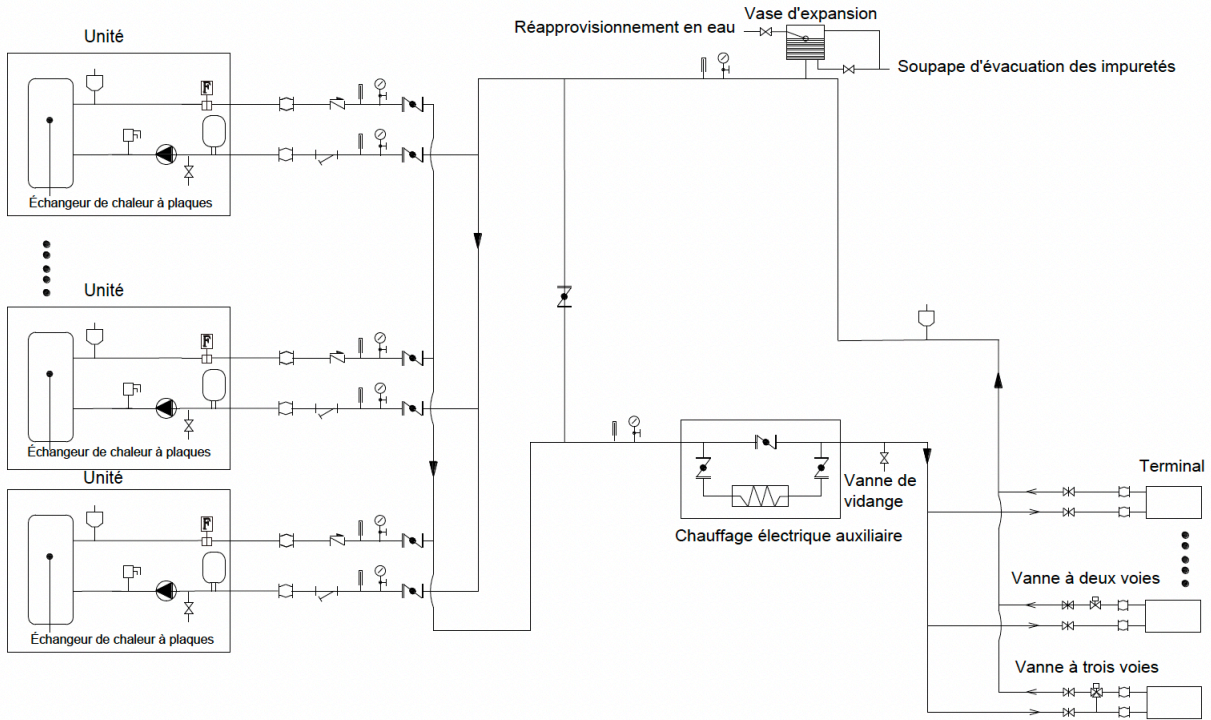 Vase d'expansion
Réapprovisionnement en eau
Soupape d'évacuation des impuretés
Unité
F
Échangeur de chaleur à plaques
Unité
F
Échangeur de chaleur à plaques
Unité
F
Échangeur de chaleur à plaques
Vanne de
vidange
Chauffage électrique auxiliaire
Terminal
Vanne à deux voies
Vanne à trois voies